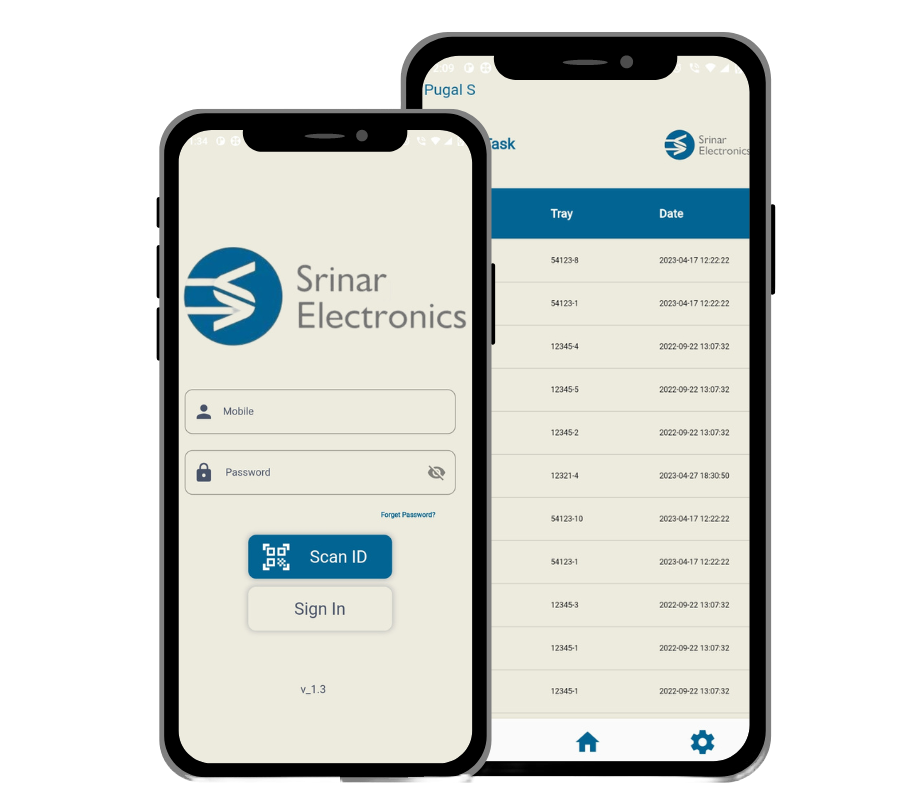 Pugal S
Task
Srinar
Electronics
Tray Date
54123-8 2023-04-17 12:22:22
54123-1 2023-04-17 12:22:22
12345-4 2022-09-22 13:07:32
12345-5 2022-09-22 13:07:32
12345-2 2022-09-22 13:07:32
12321-4 2023-04-27 18:30:50
54123-10 2023-04-17 12:22:22
54123-1 2023-04-17 12:22:22
12345-3 2022-09-22 13:07:32
12345-1 2022-09-22 13:07:32
12345-1 2022-09-22 13:07:32
Srinar
Electronics
Mobile
Password
Forget Password?
Scan ID
Sign In
v_1.3